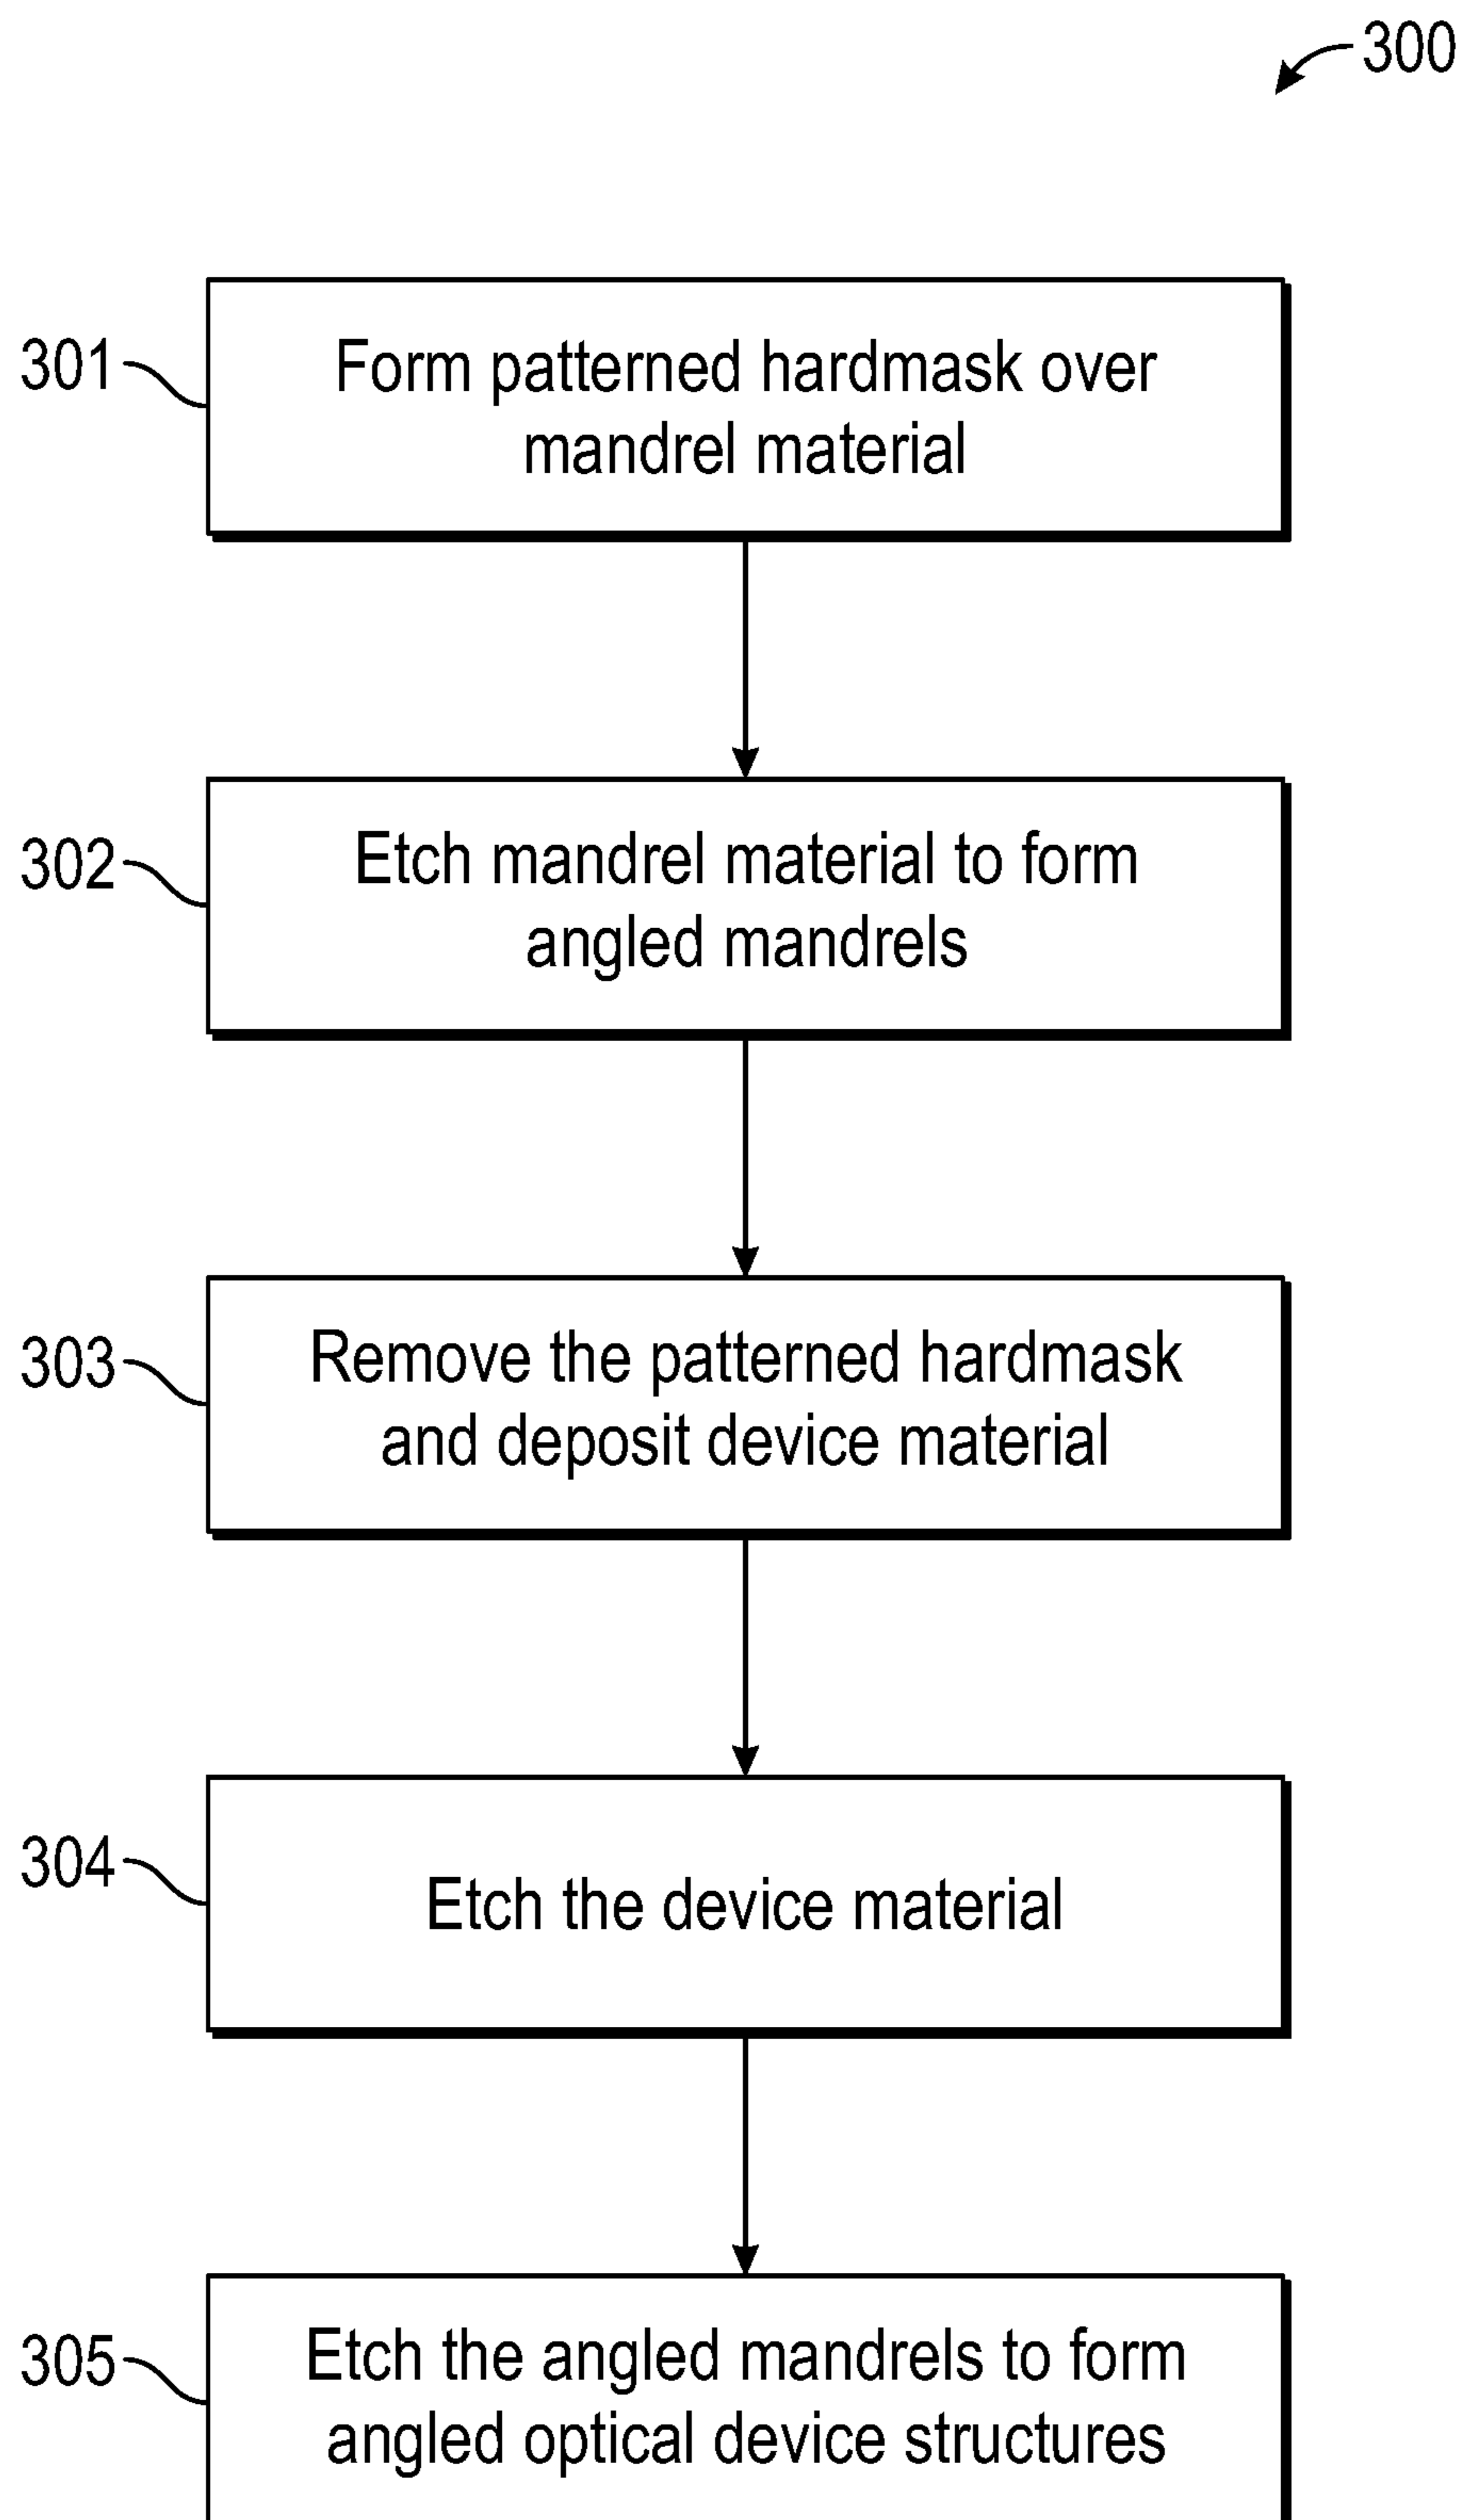 300
301
Form patterned hardmask over
mandrel material
302
Etch mandrel material to form
angled mandrels
303
Remove the patterned hardmask
and deposit device material
304
Etch the device material
305
Etch the angled mandrels to form
angled optical device structures